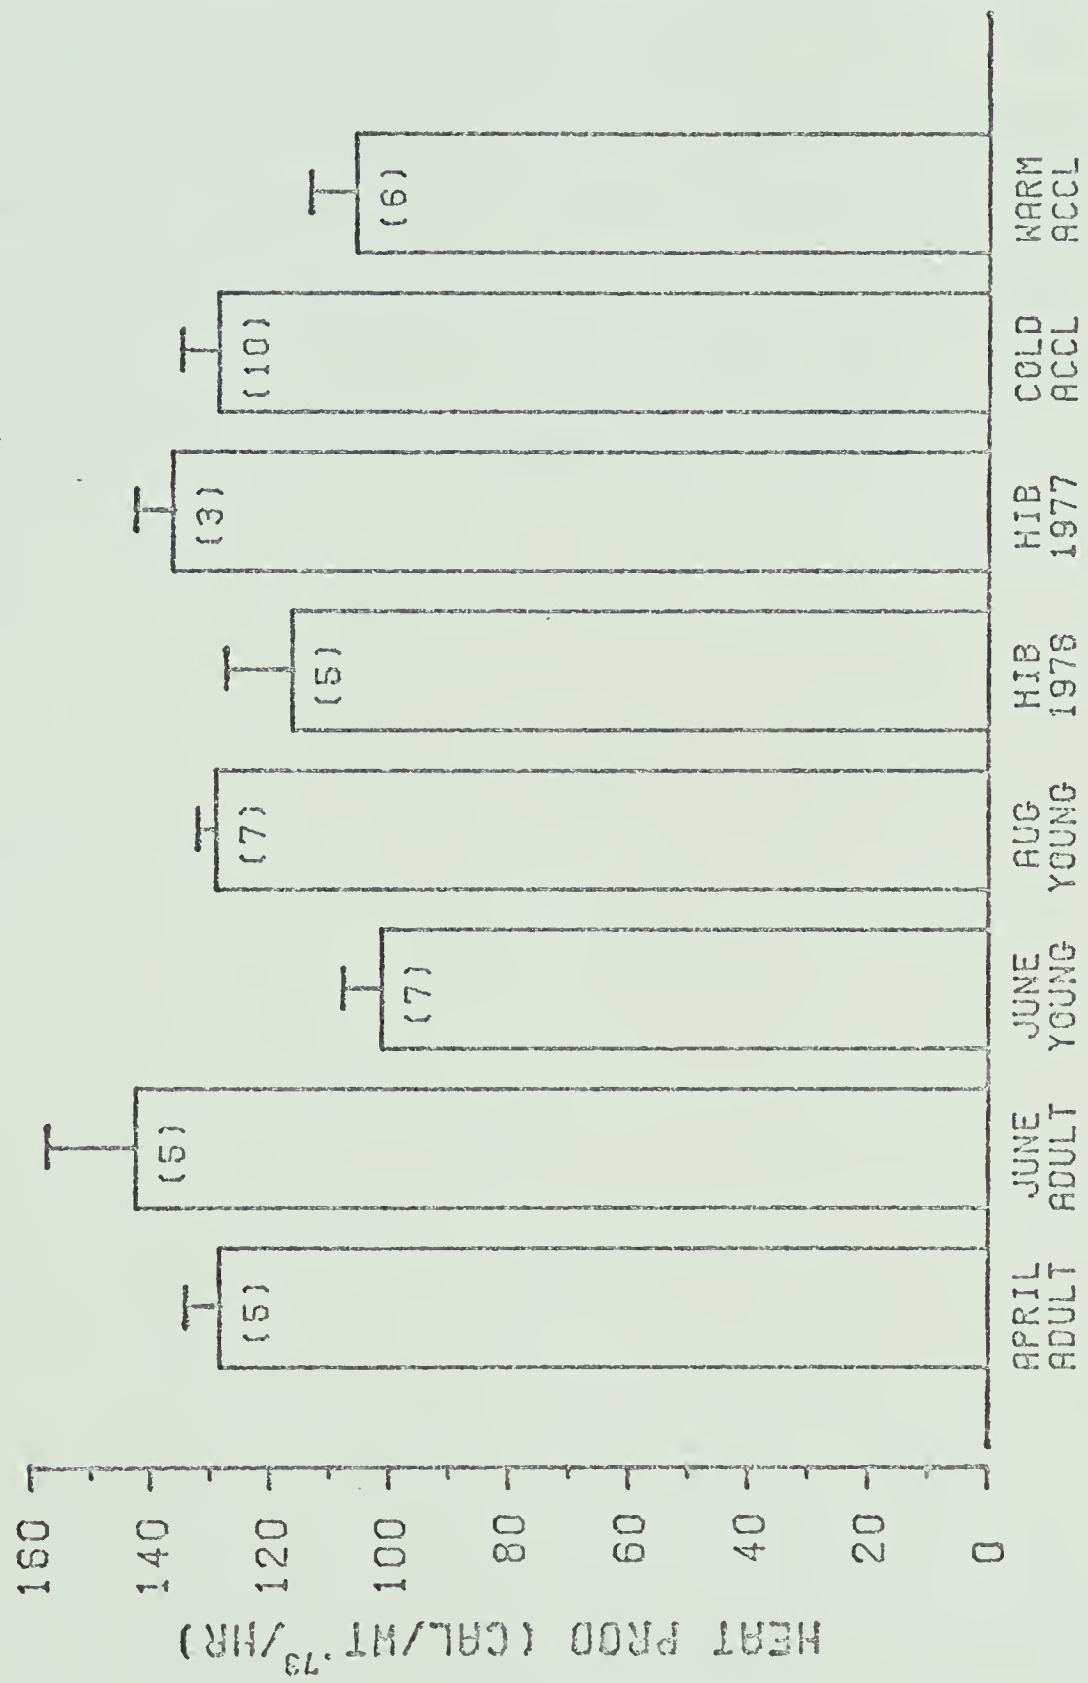 HEAT PROD (CAL/WT.73/HR)
160
140
120
100
80
60
40
20
0
(5)
(5)
(7)
(7)
(5)
(3)
(10)
(6)
APRIL
ADULT
JUNE
ADULT
JUNE
YOUNG
AUG
YOUNG
HIB
1978
HIB
1977
COLD
ACCL
WARM
ACCL